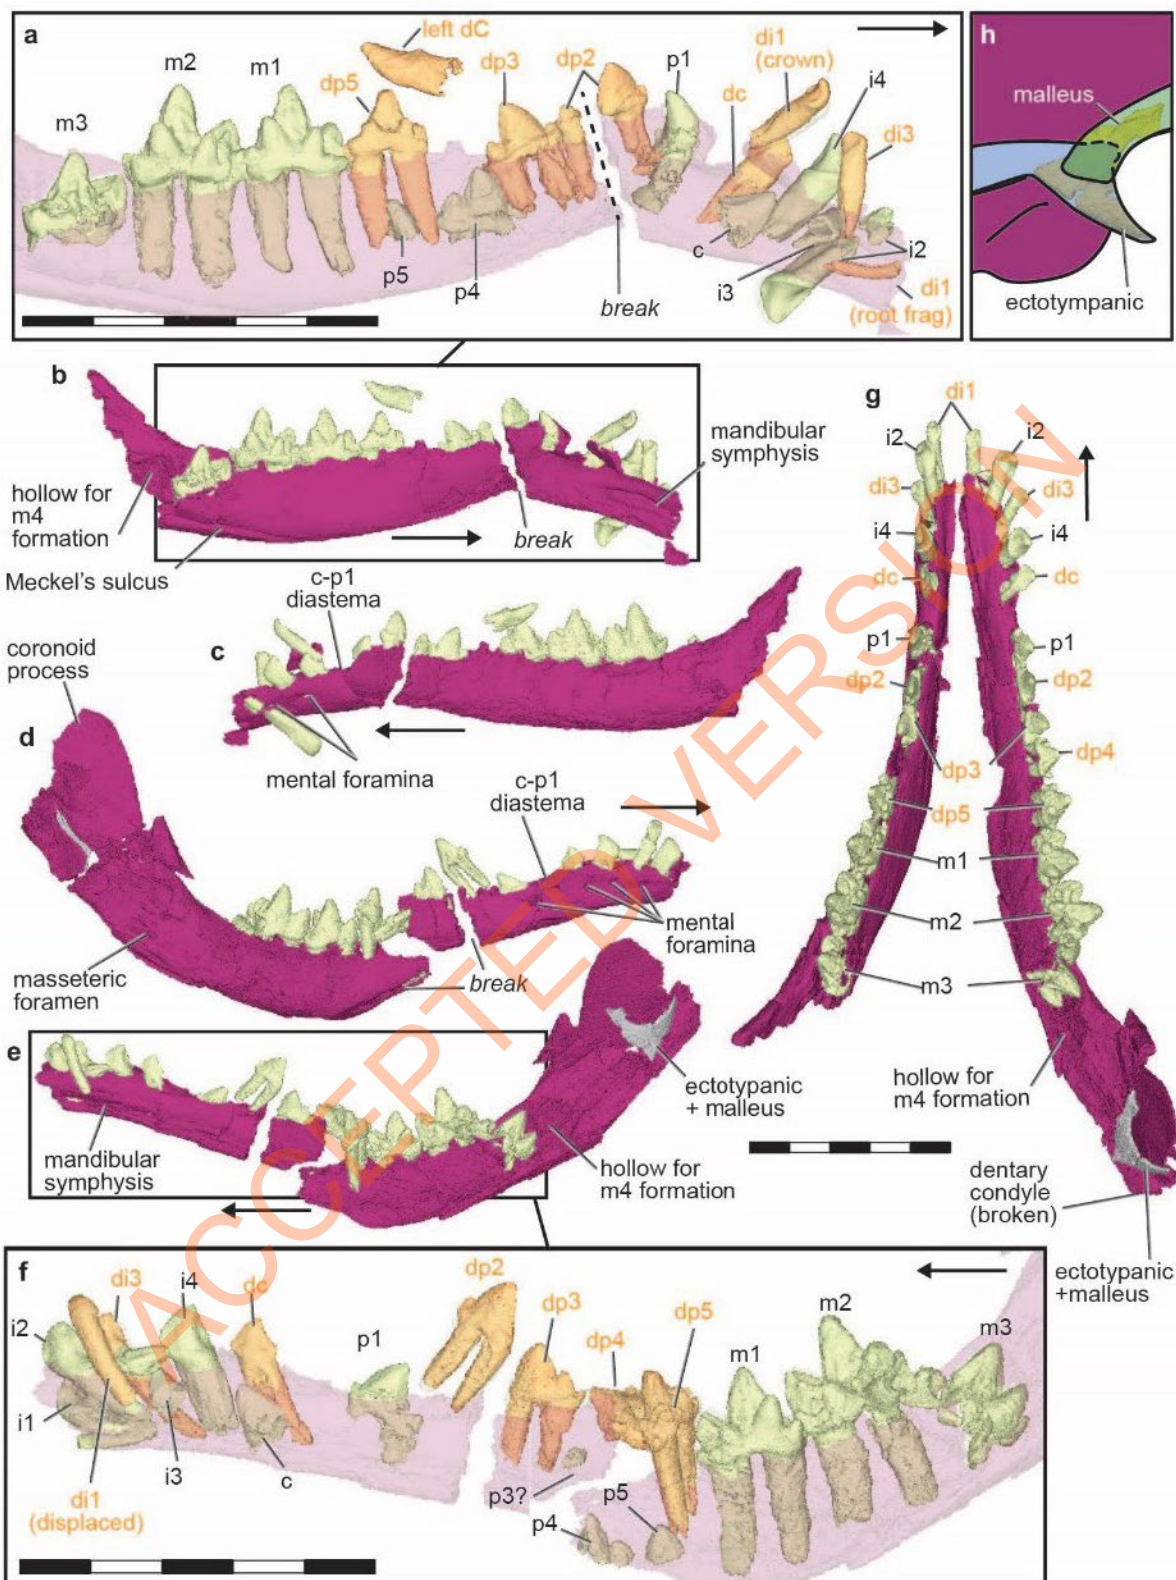 a
left dC
m2
m1
m3
dp5
dp3
dp2
p1
di1
(crown)
i4
dc
di3
p5
p4
break
c
i3
i2
di1
(root frag)
h
malleus
ectotympanic
b
hollow for
m4
formation
Meckel's sulcus
break
mandibular
symphysis
c
c-p1
diastema
mental foramina
coronoid
process
d
c-p1
diastema
mental
foramina
masseteric
foramen
break
e
mandibular
symphysis
ectotypanic
+ malleus
hollow for
m4 formation
g
di1
i2
i2
di3
di3
i4
i4
dc
dc
p1
p1
dp2
dp2
dp3
dp4
dp5
m1
m2
m3
hollow for
m4 formation
dentary
condyle
(broken)
ectotypanic
+malleus
f
i2
di3
i4
dc
p1
dp2
dp3
dp4
dp5
m1
m2
m3
i1
di1
(displaced)
i3
c
p3?
p4
p5
ACCEPTED VERSION